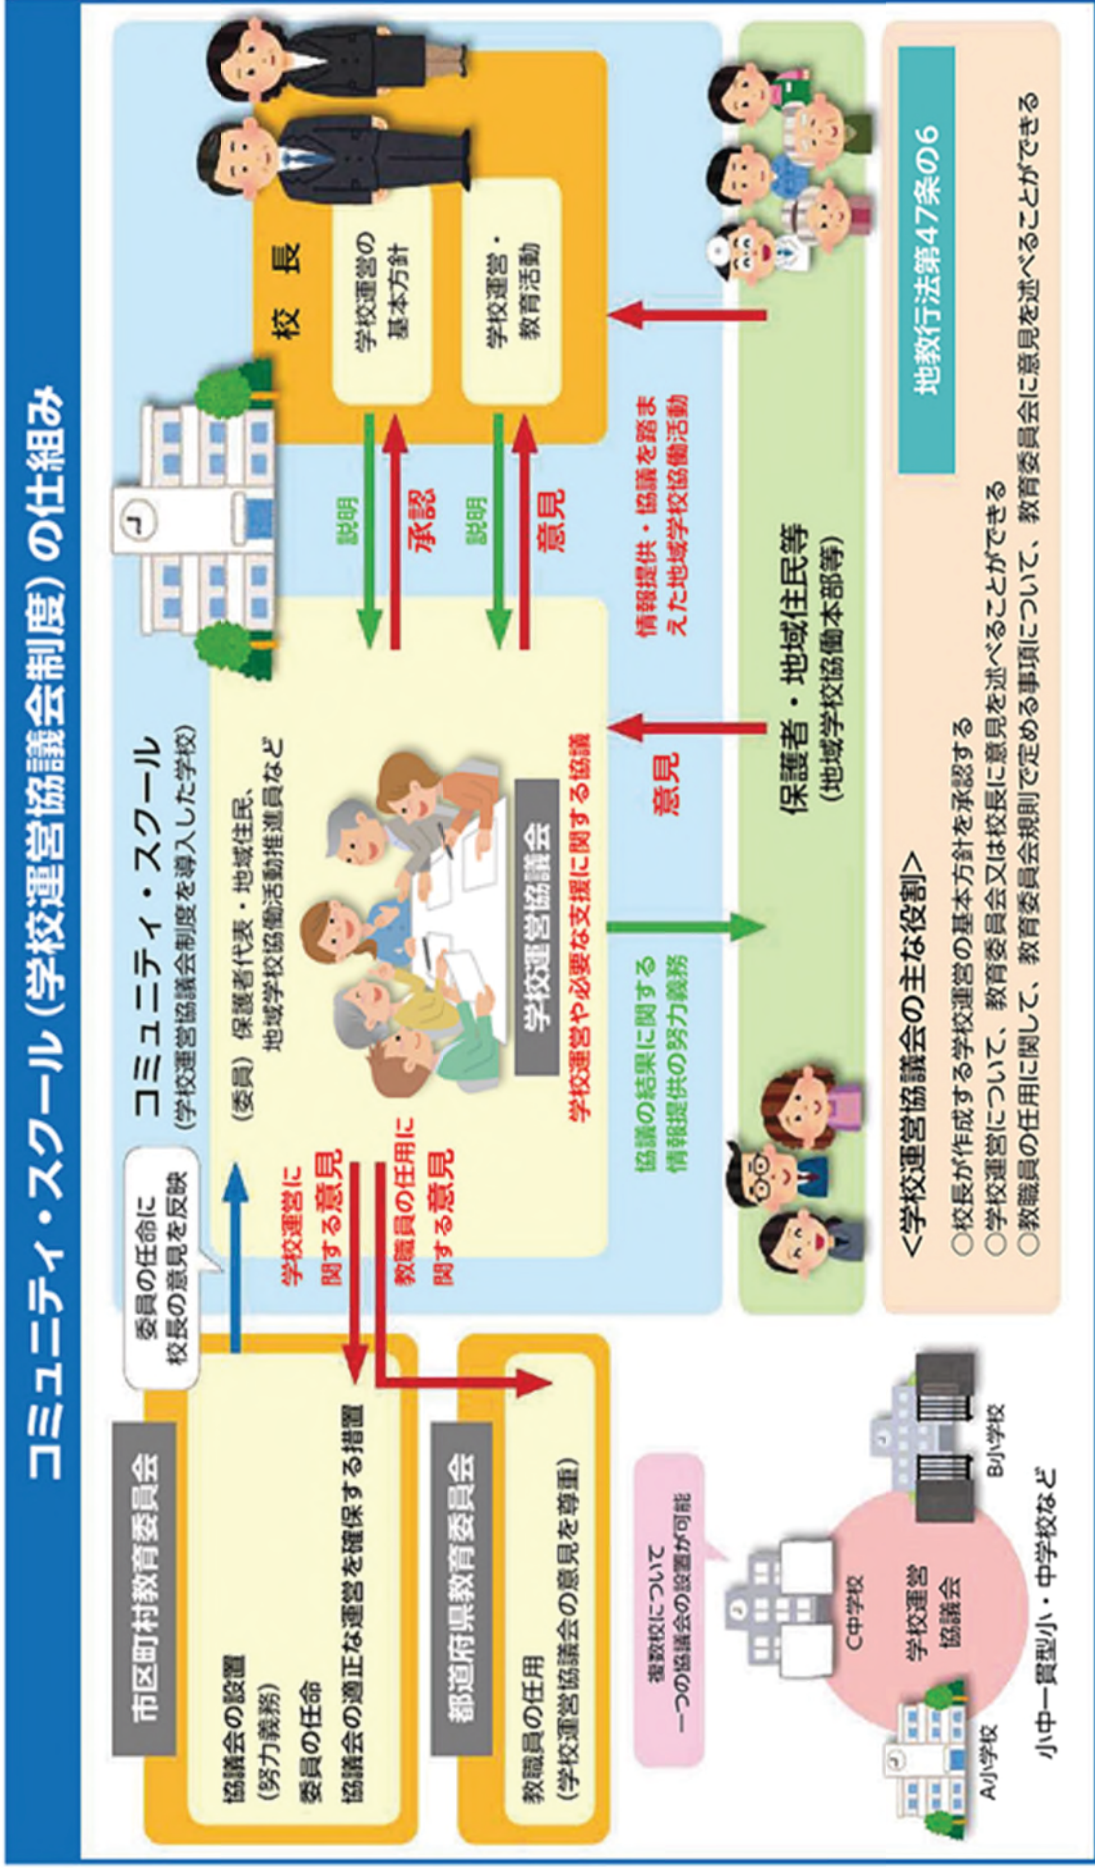 コミュニティ・スクール(学校運営協議会制度)の仕組み
市区町村教育委員会
協議会の設置
(努力義務)
委員の任命
協議会の適正な運営を確保する措置
都道府県教育委員会
教職員の任用
(学校運営協議会の意見を尊重)
委員の任命に
校長の意見を反映
学校運営に
関する意見
教職員の任用に
関する意見
コミュニティ・スクール
(学校運営協議会制度を導入した学校)
(委員) 保護者代表・地域住民、
地域学校協働活動推進員など
学校運営協議会
学校運営や必要な支援に関する協議
説明
承認
説明
意見
校 長
学校運営の
基本方針
学校運営・
教育活動
協議の結果に関する
情報提供の努力義務
意見
情報提供・協議を踏ま
えた地域学校協働活動
保護者・地域住民等
(地域学校協働本部等)
複数校について
一つの協議会の設置が可能
C中学校
学校運営
協議会
A小学校
B小学校
小中一貫型小・中学校など
<学校運営協議会の主な役割>
地教行法第47条の6
○校長が作成する学校運営の基本方針を承認する
○学校運営について、教育委員会又は校長に意見を述べることができる
○教職員の任用に関して、教育委員会規則で定める事項について、教育委員会に意見を述べることができる